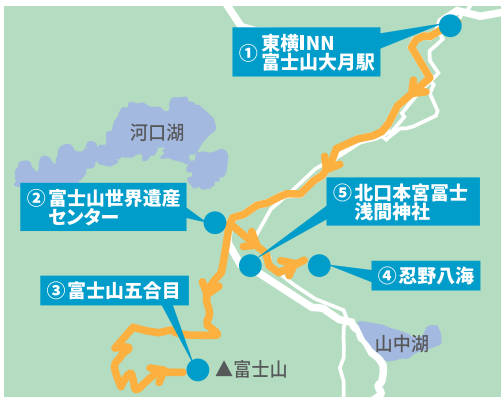 ① 東横INN
富士山大月駅
河口湖
② 富士山世界遺産
センター
⑤ 北口本宮冨士
浅間神社
③ 富士山五合目
④ 忍野八海
山中湖
▲富士山